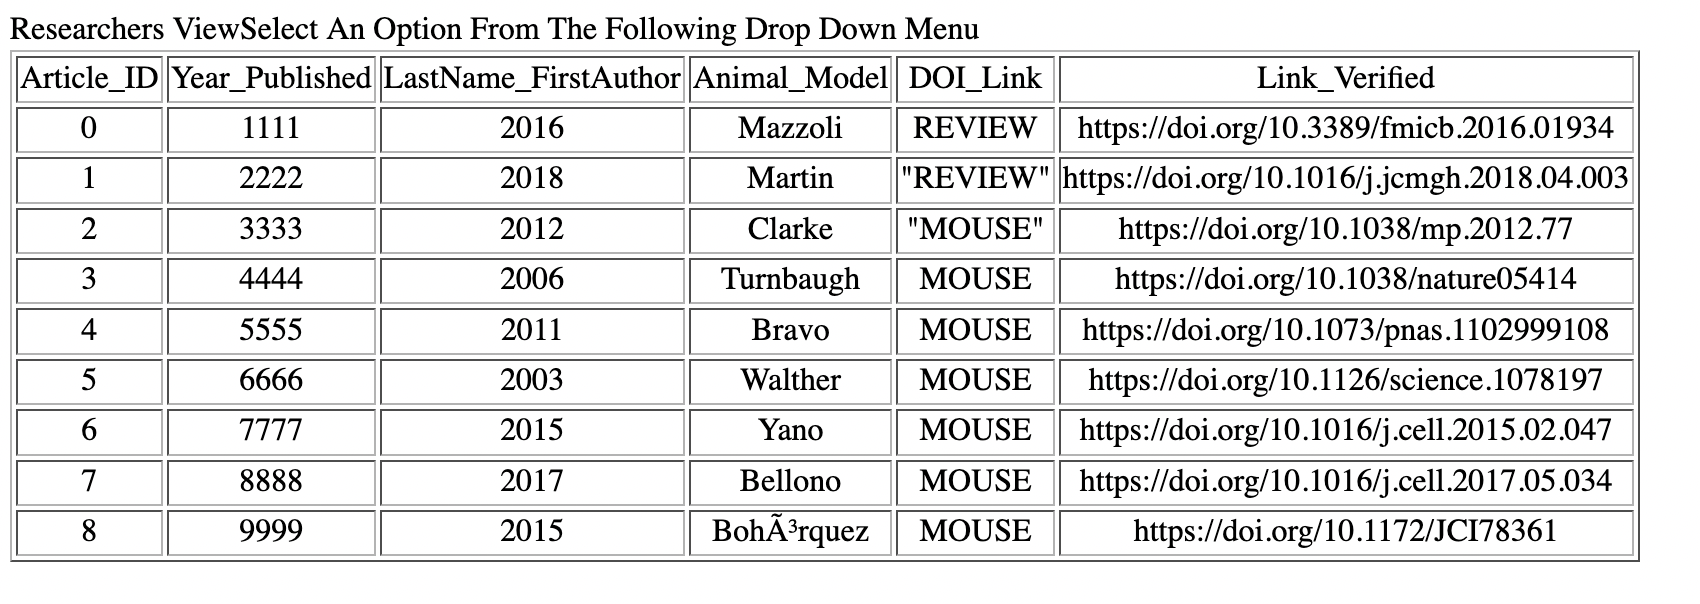 Researchers ViewSelect An Option From The Following Drop Down Menu
Article_ID Year_Published LastName_FirstAuthor Animal_Model DOI_Link Link_Verified
0 1111 2016 Mazzoli REVIEW https://doi.org/10.3389/fmicb.2016.01934
1 2222 2018 Martin "REVIEW" https://doi.org/10.1016/j.jcmgh.2018.04.003
2 3333 2012 Clarke "MOUSE" https://doi.org/10.1038/mp.2012.77
3 4444 2006 Turnbaugh MOUSE https://doi.org/10.1038/nature05414
4 5555 2011 Bravo MOUSE https://doi.org/10.1073/pnas.1102999108
5 6666 2003 Walther MOUSE https://doi.org/10.1126/science.1078197
6 7777 2015 Yano MOUSE https://doi.org/10.1016/j.cell.2015.02.047
7 8888 2017 Bellono MOUSE https://doi.org/10.1016/j.cell.2017.05.034
8 9999 2015 BohÃ³rquez MOUSE https://doi.org/10.1172/JCI78361